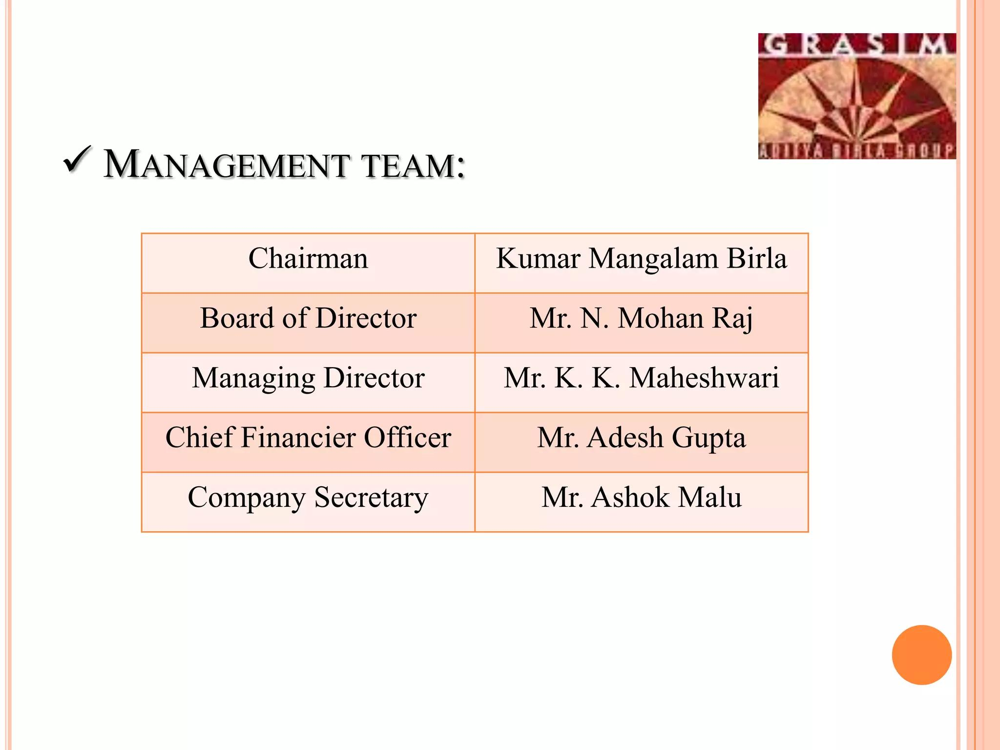 GRASIM
ADITYA BIRLA GROUP
✓ MANAGEMENT TEAM:
Chairman Kumar Mangalam Birla
Board of Director Mr. N. Mohan Raj
Managing Director Mr. K. K. Maheshwari
Chief Financier Officer Mr. Adesh Gupta
Company Secretary Mr. Ashok Malu